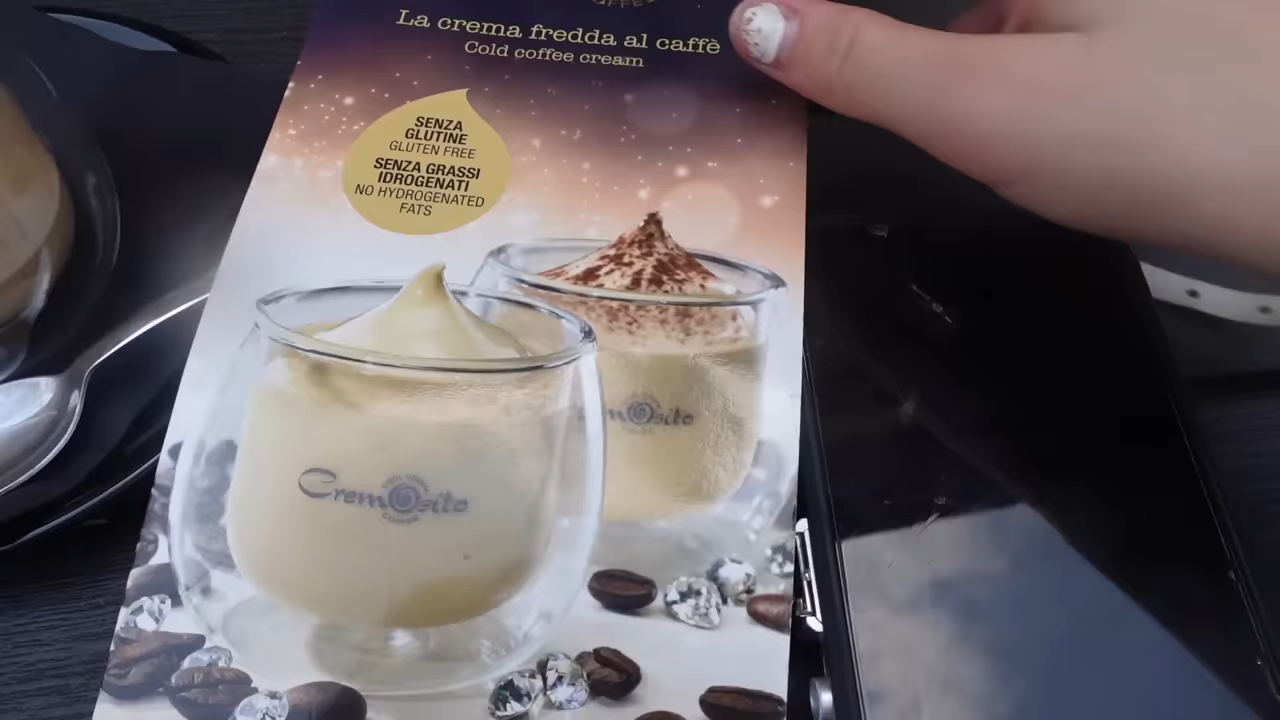 La crema fredda al caffè
Cold coffee cream
SENZA
GLUTINE
GLUTEN FREE
SENZA GRASSI
IDROGENATI
NO HYDROGENATED
FATS
CremOsito